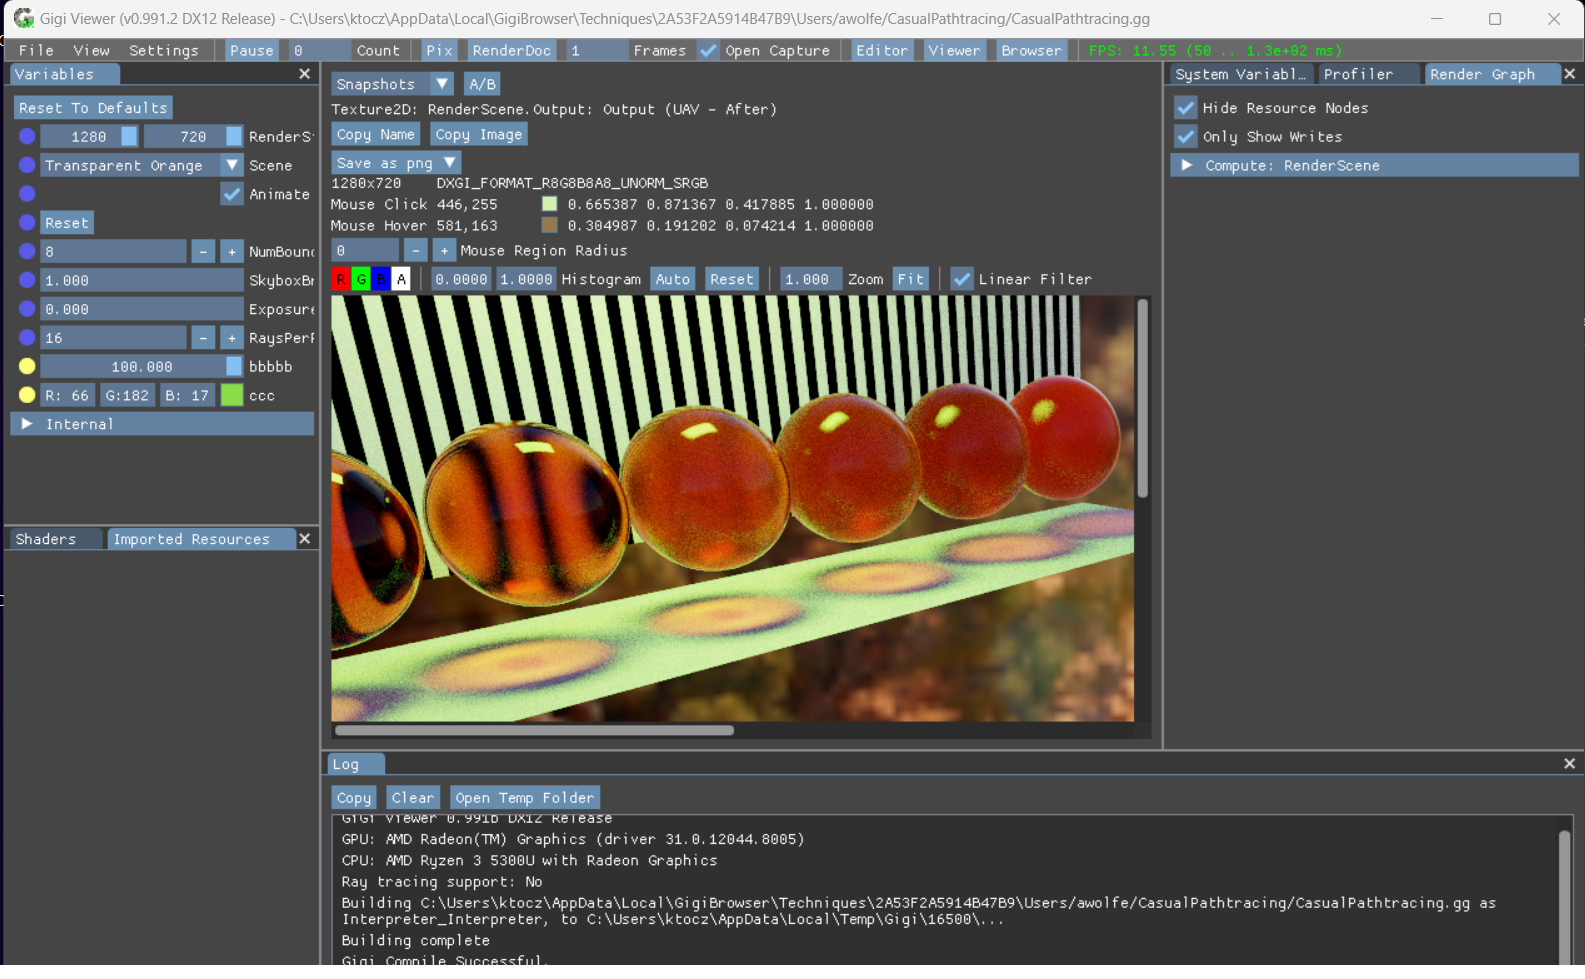 Gigi Viewer (v0.991.2 DX12 Release) - C:\Users\ktocz\AppData\Local\GigiBrowser\Techniques\2A53F2A5914B47B9\Users/awolfe/CasualPathtracing/CasualPathtracing.gg
File View Settings Pause 0 Count Pix RenderDoc 1 Frames Open Capture Editor Viewer Browser FPS: 11.55 (50 .. 1.3e+02 ms)
Variables
Reset To Defaults
1280 720 RenderS
Transparent Orange Scene
Animate
Reset
8 - + NumBounc
1.000 SkyboxBr
0.000 Exposure
16 - + RaysPerP
100.000 bbbbb
R: 66 G:182 B: 17 ccc
Internal
Shaders Imported Resources
Snapshots A/B
Texture2D: RenderScene.Output: Output (UAV - After)
Copy Name Copy Image
Save as png
1280x720 DXGI_FORMAT_R8G8B8A8_UNORM_SRGB
Mouse Click 446,255 0.665387 0.871367 0.417885 1.000000
Mouse Hover 581,163 0.304987 0.191202 0.074214 1.000000
0 - + Mouse Region Radius
R G B A 0.0000 1.0000 Histogram Auto Reset 1.000 Zoom Fit Linear Filter
System Variabl… Profiler Render Graph
Hide Resource Nodes
Only Show Writes
Compute: RenderScene
Log
Copy Clear Open Temp Folder
Gigi Viewer 0.991b DX12 Release
GPU: AMD Radeon(TM) Graphics (driver 31.0.12044.8005)
CPU: AMD Ryzen 3 5300U with Radeon Graphics
Ray tracing support: No
Building C:\Users\ktocz\AppData\Local\GigiBrowser\Techniques\2A53F2A5914B47B9\Users/awolfe/CasualPathtracing/CasualPathtracing.gg as
Interpreter_Interpreter, to C:\Users\ktocz\AppData\Local\Temp\Gigi\16500\...
Building complete
Gigi Compile Successful.